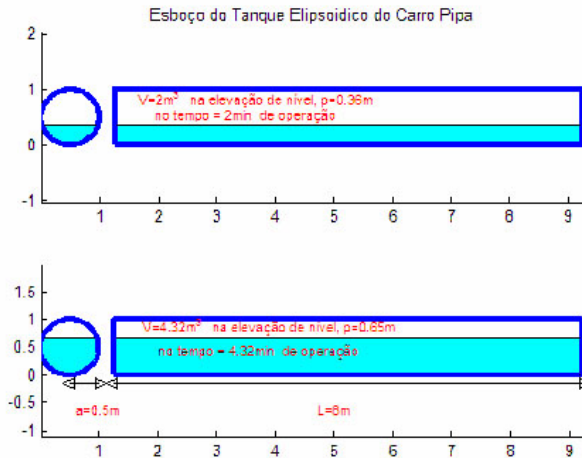 Esboço do Tanque Elipsoidico do Carro Pipa
2
1
0
-1
V=2m³ na elevação de nível, p=0.36m
no tempo = 2min de operação
1 2 3 4 5 6 7 8 9
1.5
1
0.5
0
-0.5
-1
V=4.32m³ na elevação de nível, p=0.65m
no tempo = 4.32min de operação
a=0.5m
L=8m
1 2 3 4 5 6 7 8 9